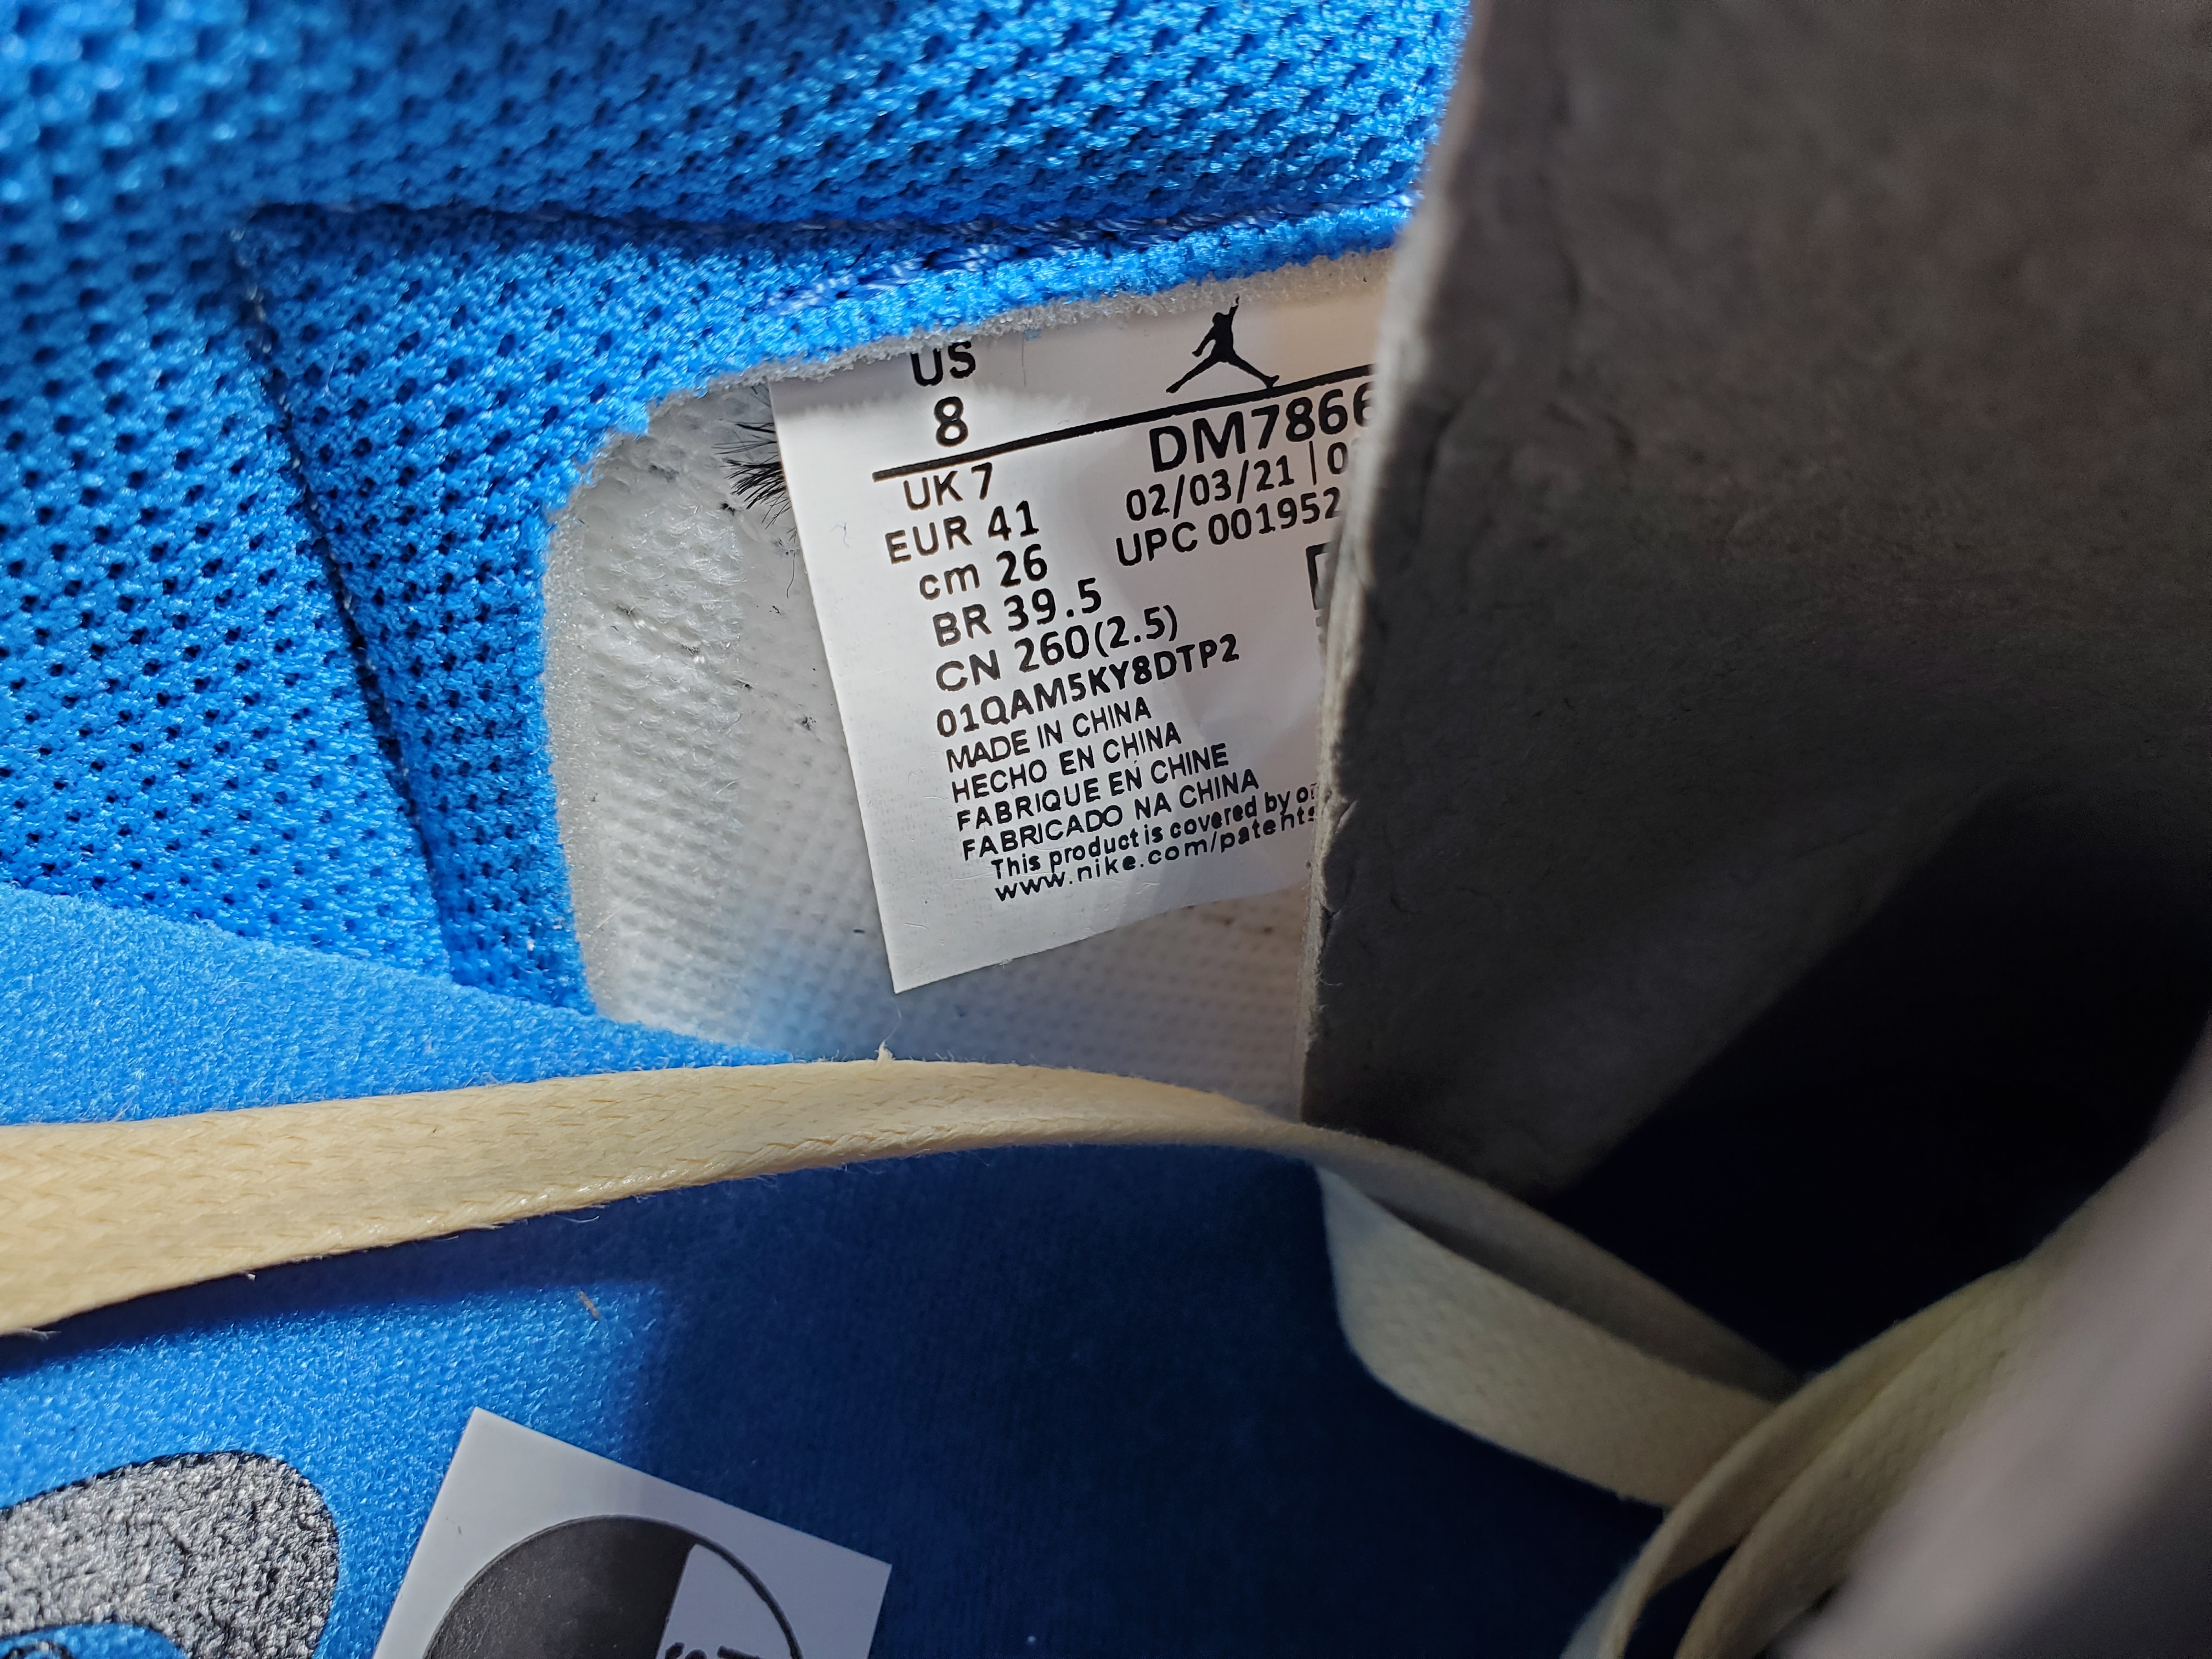 US
8
UK 7
EUR 41
cm 26
BR 39.5
CN 260(2.5)
01QAM5KY8DTP2
MADE IN CHINA
HECHO EN CHINA
FABRIQUE EN CHINE
FABRICADO NA CHINA
This product is covered by
www.nike.com/patents
DM7866
02/03/21 | 0
UPC 001952